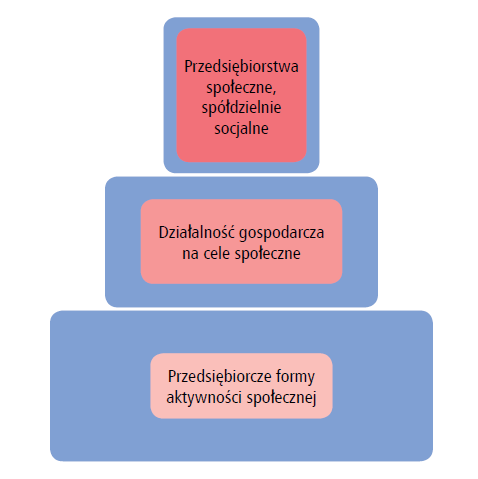 Przedsiębiorstwa
społeczne,
spółdzielnie
socjalne
Działalność gospodarcza
na cele społeczne
Przedsiębiorcze formy
aktywności społecznej